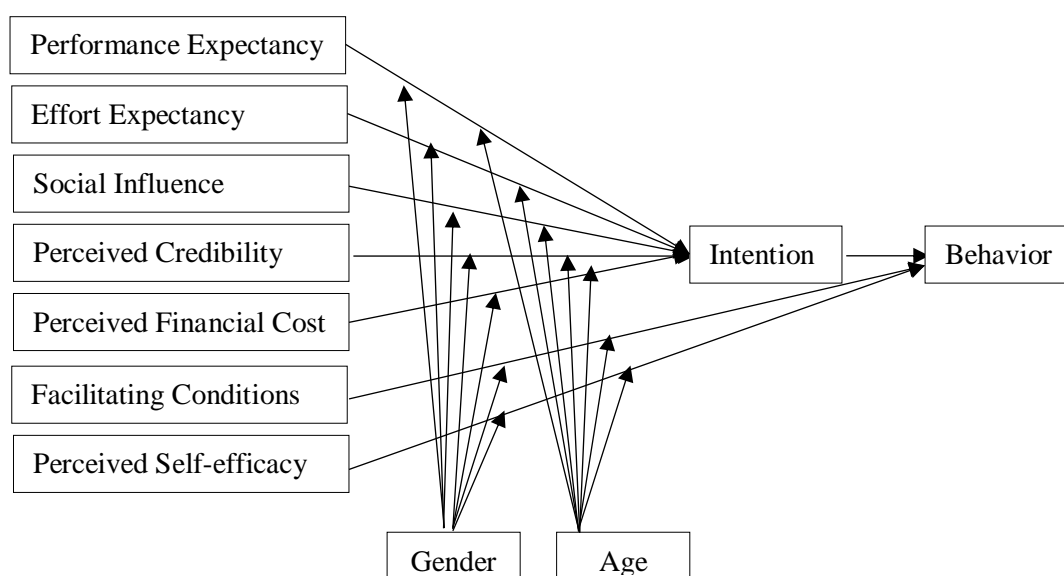 Performance Expectancy
Effort Expectancy
Social Influence
Perceived Credibility
Intention
Behavior
Perceived Financial Cost
Facilitating Conditions
Perceived Self-efficacy
Gender
Age